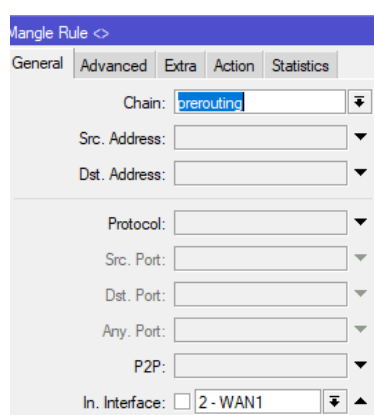 Mangle Rule <>
General Advanced Extra Action Statistics
Chain: prerouting
Src. Address:
Dst. Address:
Protocol:
Src. Port:
Dst. Port:
Any. Port:
P2P:
In. Interface: 2 - WAN1